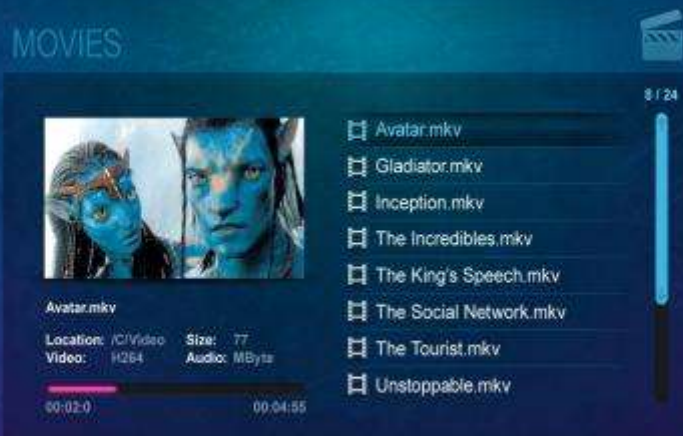 MOVIES
8 / 24
Avatar.mkv
Gladiator.mkv
Inception.mkv
The Incredibles.mkv
The King's Speech.mkv
The Social Network.mkv
The Tourist.mkv
Unstoppable.mkv
Avatar.mkv
Location: /C/Video Size: 77
Video: H264 Audio: MByte
00:02:0 00:04:55